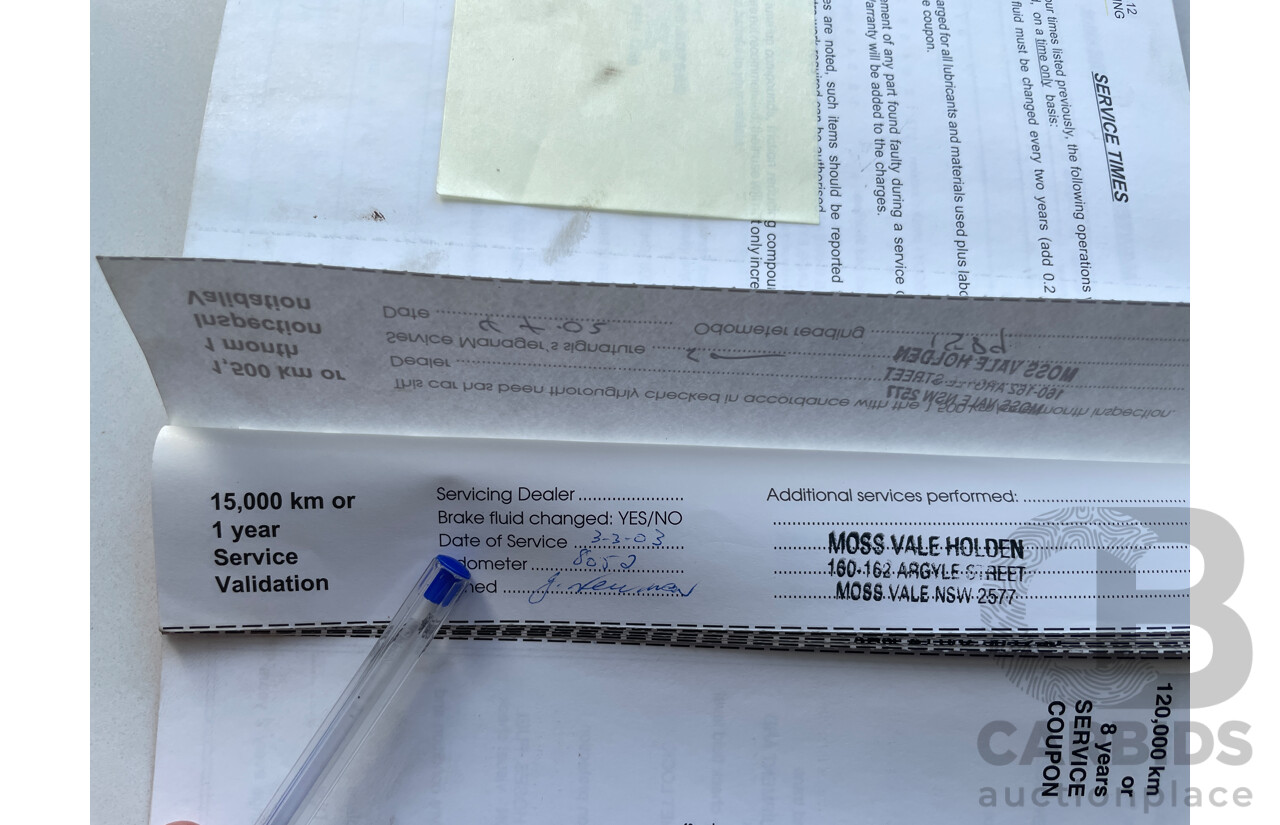 12
ING
SERVICE TIMES
our times listed previously, the following operations
, on a time only basis:
fluid must be changed every two years (add 0.2
arged for all lubricants and materials used plus labo
e coupon.
ement of any part found faulty during a service
arranty will be added to the charges.
es are noted, such items should be reported
g compou
t only incre
This car has been thoroughly checked in accordance with the 1 500 month inspection.
1,500 km or
1 month
Inspection
Validation
Dealer
Service Manager's signature
Date
Odometer reading
MOSS VALE HOLDEN
160-162 STREET
MOSS VALE NSW 2577
15,000 km or
1 year
Service
Validation
Servicing Dealer
Brake fluid changed: YES/NO
Date of Service 3-3-03
dometer 8052
ned
Additional services performed:
MOSS VALE HOLDEN
160-162 ARGYLE STREET
MOSS VALE NSW 2577
120,000 km
or
8 years
SERVICE
COUPON
CARBIDS
auctionplace